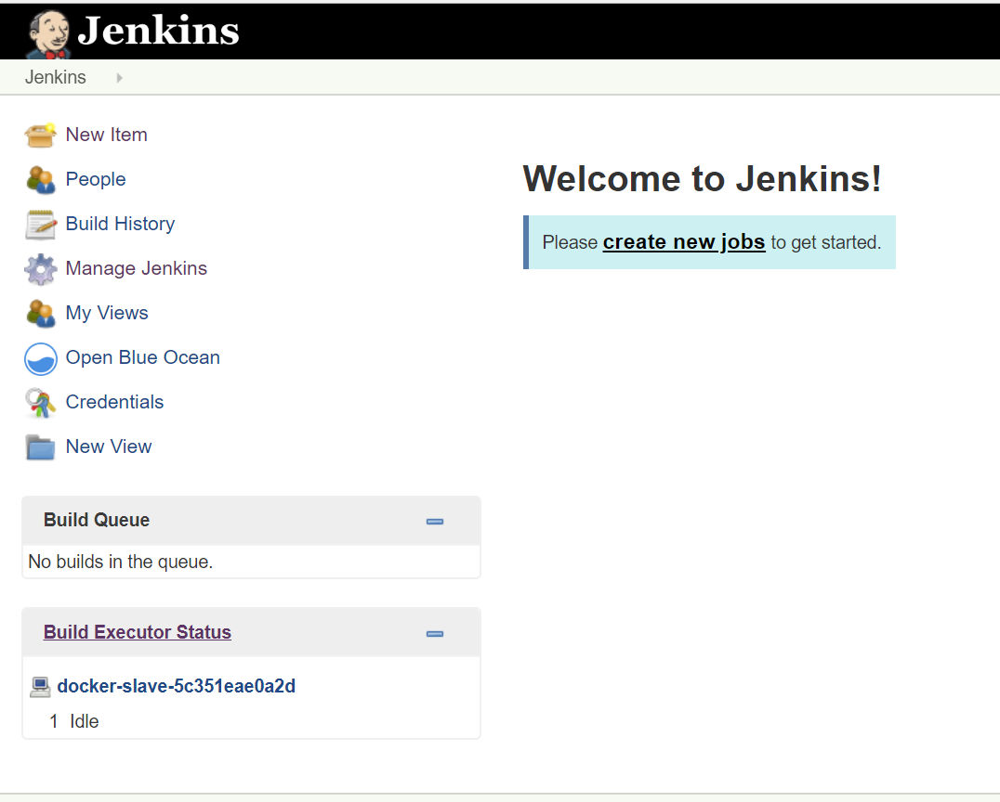 Jenkins
Jenkins
New Item
People
Build History
Manage Jenkins
My Views
Open Blue Ocean
Credentials
New View
Welcome to Jenkins!
Please create new jobs to get started.
Build Queue
No builds in the queue.
Build Executor Status
docker-slave-5c351eae0a2d
1 Idle